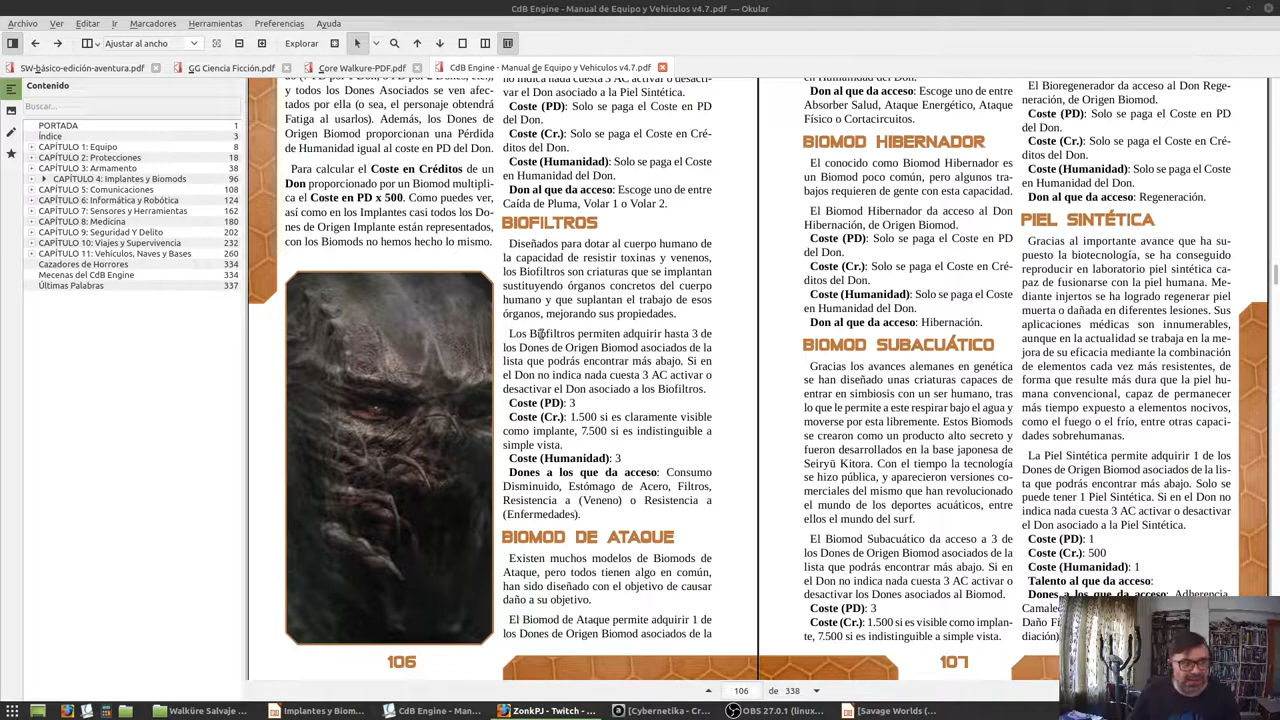 CdB Engine - Manual de Equipo y Vehículos v4.7.pdf — Okular
Archivo Ver Editar Ir Marcadores Herramientas Preferencias Ayuda
Ajustar al ancho Explorar
SW-básico-edición-aventura.pdf GG Ciencia Ficción.pdf Core Walkure-PDF.pdf CdB Engine - Manual de Equipo y Vehículos v4.7.pdf
Contenido
Buscar...
PORTADA 1
Índice 3
CAPÍTULO 1: Equipo 6
CAPÍTULO 2: Protecciones 18
CAPÍTULO 3: Armamento 38
CAPÍTULO 4: Implantes y Biomods 96
CAPÍTULO 5: Comunicaciones 108
CAPÍTULO 6: Informática y Robótica 124
CAPÍTULO 7: Sensores y Herramientas 162
CAPÍTULO 8: Medicina 180
CAPÍTULO 9: Seguridad Y Delito 202
CAPÍTULO 10: Viajes y Supervivencia 232
CAPÍTULO 11: Vehículos, Naves y Bases 260
Cazadores de Horrores 334
Mecenas del CdB Engine 334
Últimas Palabras 337
y todos los Dones Asociados se ven afec-
tados por ella (o sea, el personaje obtendrá
Fatiga al usarlos). Además, los Dones de
Origen Biomod proporcionan una Pérdida
de Humanidad igual al coste en PD del Don.
Para calcular el Coste en Créditos de un
Don proporcionado por un Biomod multipli-
ca el Coste en PD x 500. Como puedes ver,
así como en los Implantes casi todos los Do-
nes de Origen Implante están representados,
con los Biomods no hemos hecho lo mismo.
106
no indica nada cuesta 3 AC activar o desacti-
var el Don asociado a la Piel Sintética.
Coste (PD): Solo se paga el Coste en PD
del Don.
Coste (Cr.): Solo se paga el Coste en Cré-
ditos del Don.
Coste (Humanidad): Solo se paga el Coste
en Humanidad del Don.
Don al que da acceso: Escoge uno de entre
Caída de Pluma, Volar 1 o Volar 2.
BIOFILTROS
Diseñados para dotar al cuerpo humano de
la capacidad de resistir toxinas y venenos,
los Biofiltros son criaturas que se implantan
sustituyendo órganos concretos del cuerpo
humano y que suplantan el trabajo de esos
órganos, mejorando sus propiedades.
Los Biofiltros permiten adquirir hasta 3 de
los Dones de Origen Biomod asociados de la
lista que podrás encontrar más abajo. Si en
el Don no indica nada cuesta 3 AC activar o
desactivar el Don asociado a los Biofiltros.
Coste (PD): 3
Coste (Cr.): 1.500 si es claramente visible
como implante, 7.500 si es indistinguible a
simple vista.
Coste (Humanidad): 3
Dones a los que da acceso: Consumo
Disminuido, Estómago de Acero, Filtros,
Resistencia a (Veneno) o Resistencia a
(Enfermedades).
BIOMOD DE ATAQUE
Existen muchos modelos de Biomods de
Ataque, pero todos tienen algo en común,
han sido diseñado con el objetivo de causar
daño a su objetivo.
El Biomod de Ataque permite adquirir 1 de
los Dones de Origen Biomod asociados de la
en Humanidad del Don.
Don al que da acceso: Escoge uno de entre
Absorber Salud, Ataque Energético, Ataque
Físico o Cortacircuitos.
BIOMOD HIBERNADOR
El conocido como Biomod Hibernador es
un Biomod poco común, pero algunos tra-
bajos requieren de gente con esta capacidad.
El Biomod Hibernador da acceso al Don
Hibernación, de Origen Biomod.
Coste (PD): Solo se paga el Coste en PD
del Don.
Coste (Cr.): Solo se paga el Coste en Cré-
ditos del Don.
Coste (Humanidad): Solo se paga el Coste
en Humanidad del Don.
Don al que da acceso: Hibernación.
BIOMOD SUBACUÁTICO
Gracias los avances alemanes en genética
se han diseñado unas criaturas capaces de
entrar en simbiosis con un ser humano, tras
lo que le permite a este respirar bajo el agua y
moverse por esta libremente. Estos Biomods
se crearon como un producto alto secreto y
fueron desarrollados en la base japonesa de
Seiryū Kitora. Con el tiempo la tecnología
se hizo pública, y aparecieron versiones co-
merciales del mismo que han revolucionado
el mundo de los deportes acuáticos, entre
ellos el mundo del surf.
El Biomod Subacuático da acceso a 3 de
los Dones de Origen Biomod asociados de la
lista que podrás encontrar más abajo. Si en
el Don no indica nada cuesta 3 AC activar o
desactivar los Dones asociados al Biomod.
Coste (PD): 3
Coste (Cr.): 1.500 si es visible como implan-
te, 7.500 si es indistinguible a simple vista.
107
El Bioregenerador da acceso al Don Rege-
neración, de Origen Biomod.
Coste (PD): Solo se paga el Coste en PD
del Don.
Coste (Cr.): Solo se paga el Coste en Cré-
ditos del Don.
Coste (Humanidad): Solo se paga el Coste
en Humanidad del Don.
Don al que da acceso: Regeneración.
PIEL SINTÉTICA
Gracias al importante avance que ha su-
puesto la biotecnología, se ha conseguido
reproducir en laboratorio piel sintética ca-
paz de fusionarse con la piel humana. Me-
diante injertos se ha logrado regenerar piel
muerta o dañada en diferentes lesiones. Sus
aplicaciones médicas son innumerables,
aunque en la actualidad se trabaja en la me-
jora de su eficacia mediante la combinación
de elementos cada vez más resistentes, de
forma que resulte más dura que la piel hu-
mana convencional, capaz de permanecer
más tiempo expuesto a elementos nocivos,
como el fuego o el frío, entre otras capaci-
dades sobrehumanas.
La Piel Sintética permite adquirir 1 de los
Dones de Origen Biomod asociados de la lis-
ta que podrás encontrar más abajo. Solo se
puede tener 1 Piel Sintética. Si en el Don no
indica nada cuesta 3 AC activar o desactivar
el Don asociado a la Piel Sintética.
Coste (PD): 1
Coste (Cr.): 500
Coste (Humanidad): 1
Talento al que da acceso:
Dones a los que da acceso: Adherencia,
106 de 338
Walküre Salvaje Implantes y Biom... CdB Engine - Man... ZonkPJ - Twitch - ... [Cybernetika - Cr... OBS 27.0.1 (linux... [Savage Worlds (...